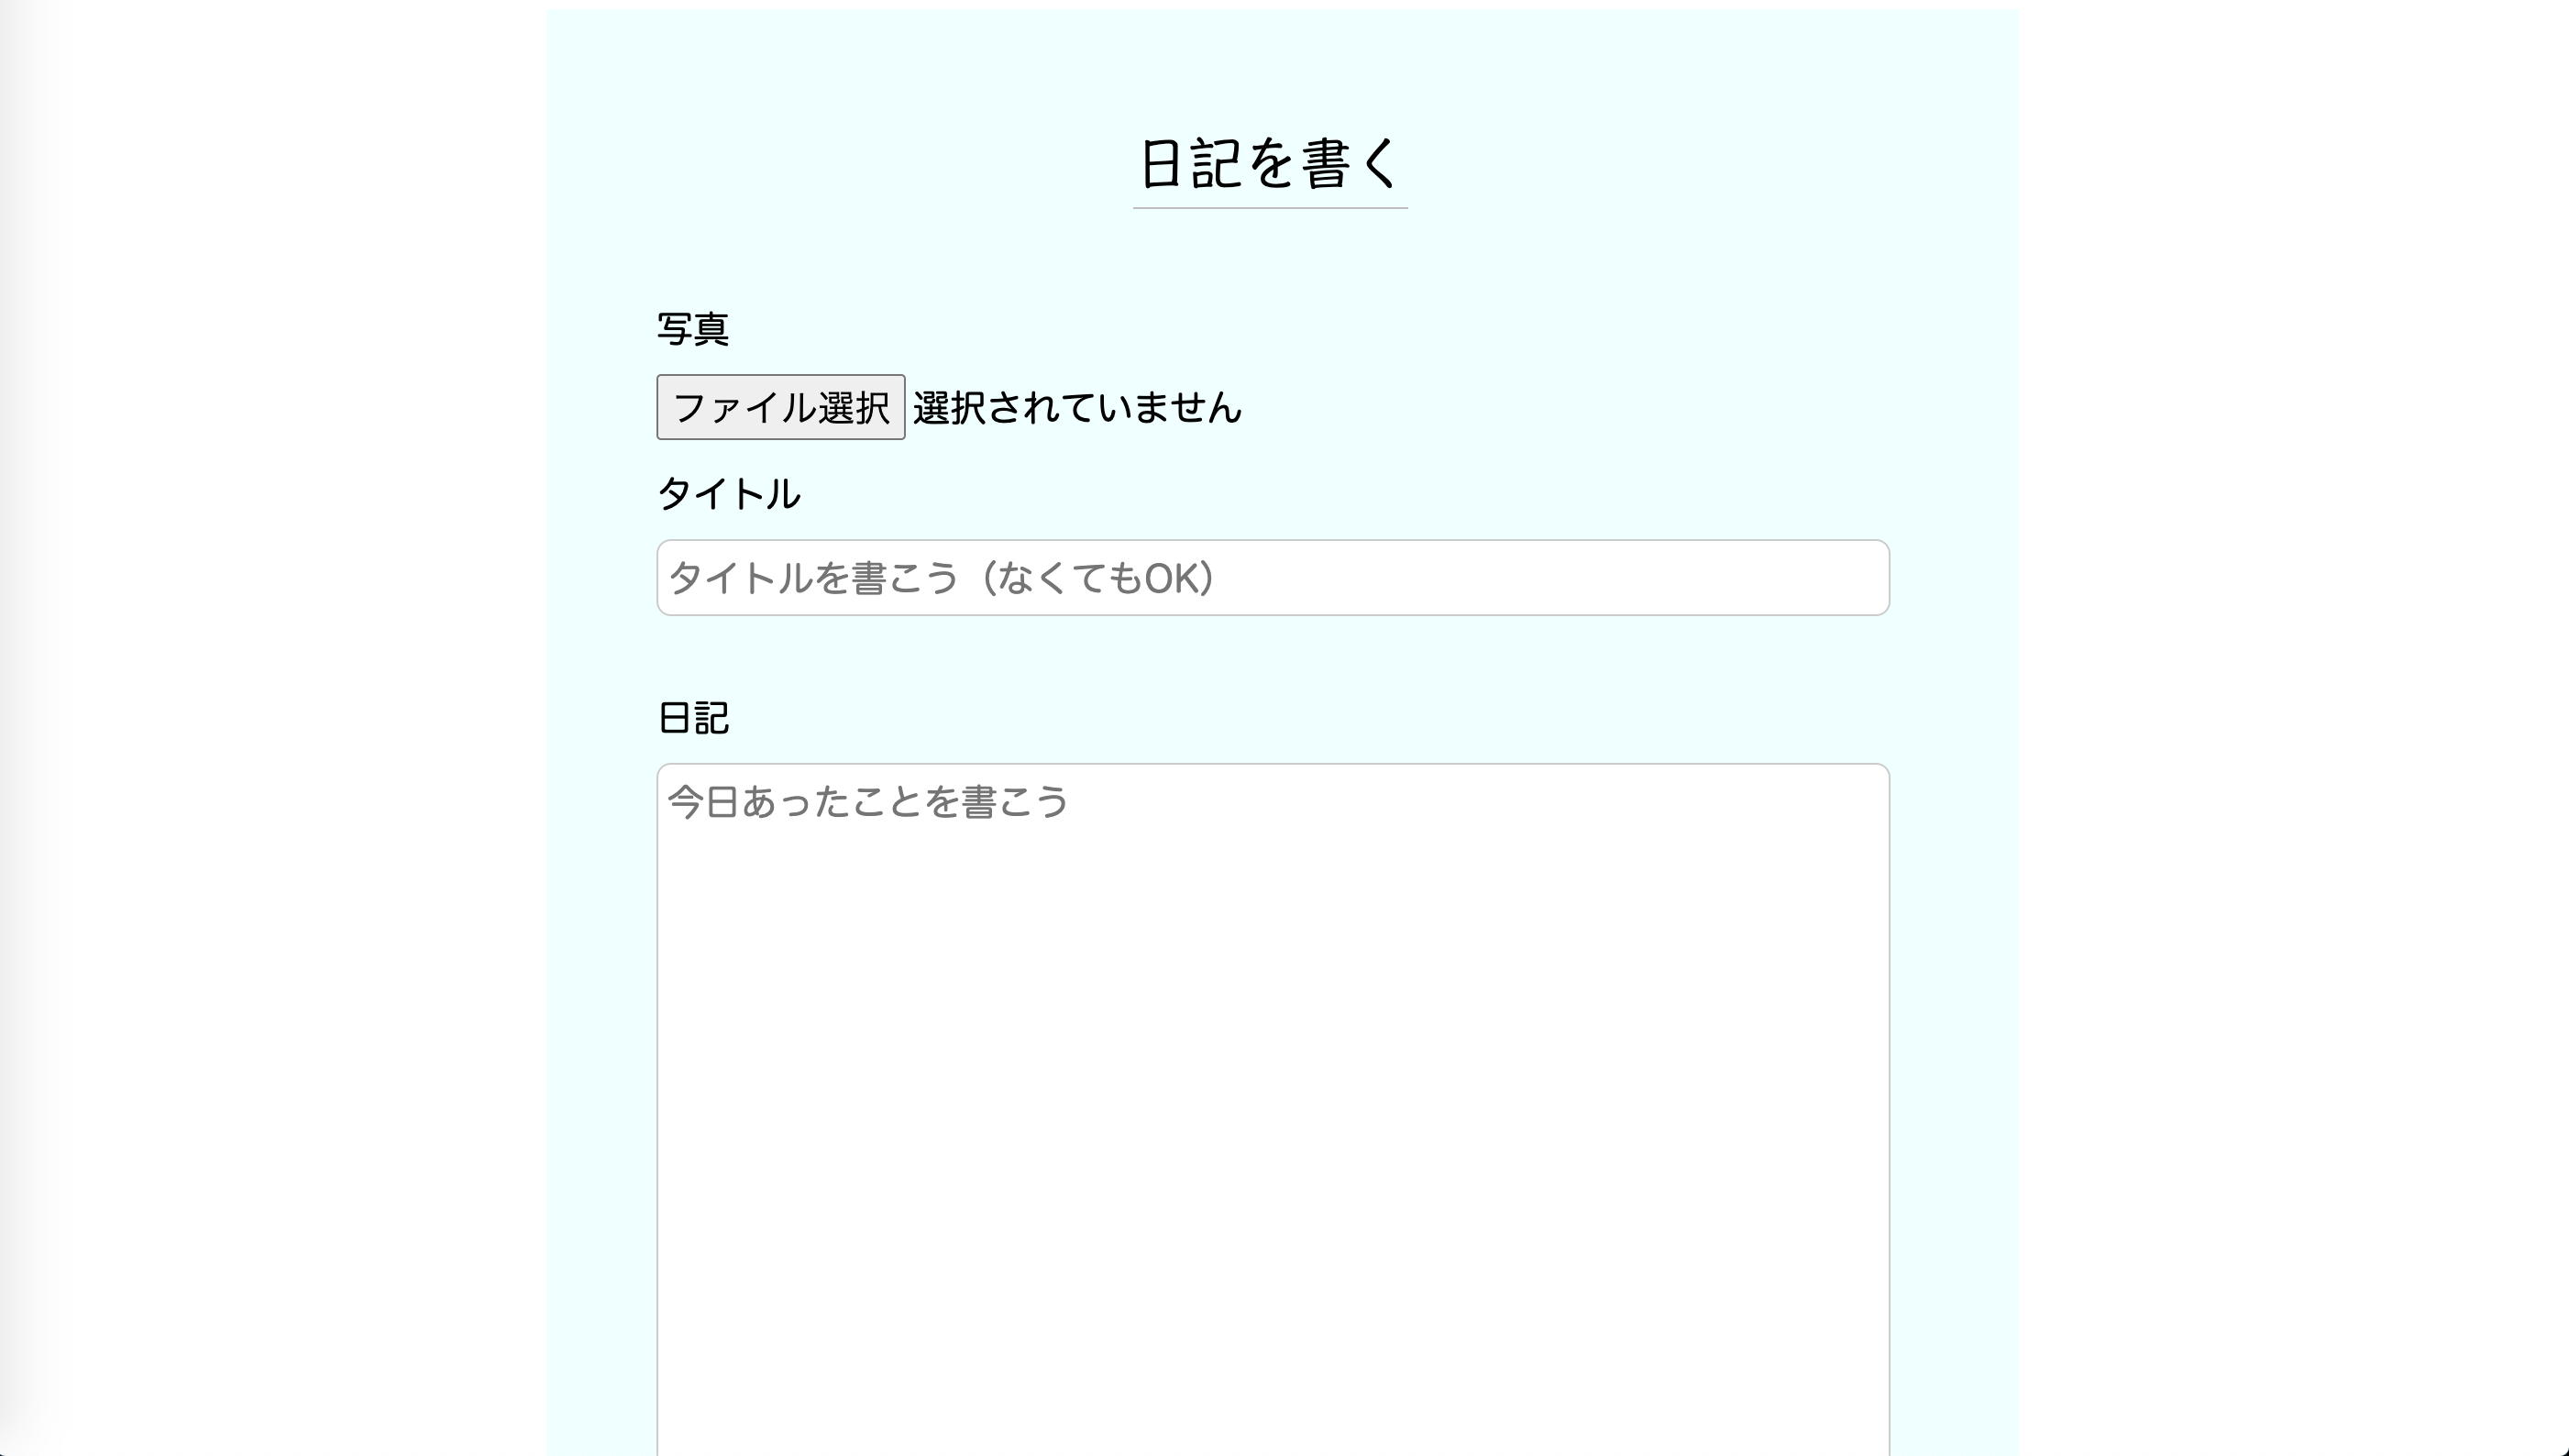 日記を書く
写真
ファイル選択 選択されていません
タイトル
タイトルを書こう（なくてもOK）
日記
今日あったことを書こう